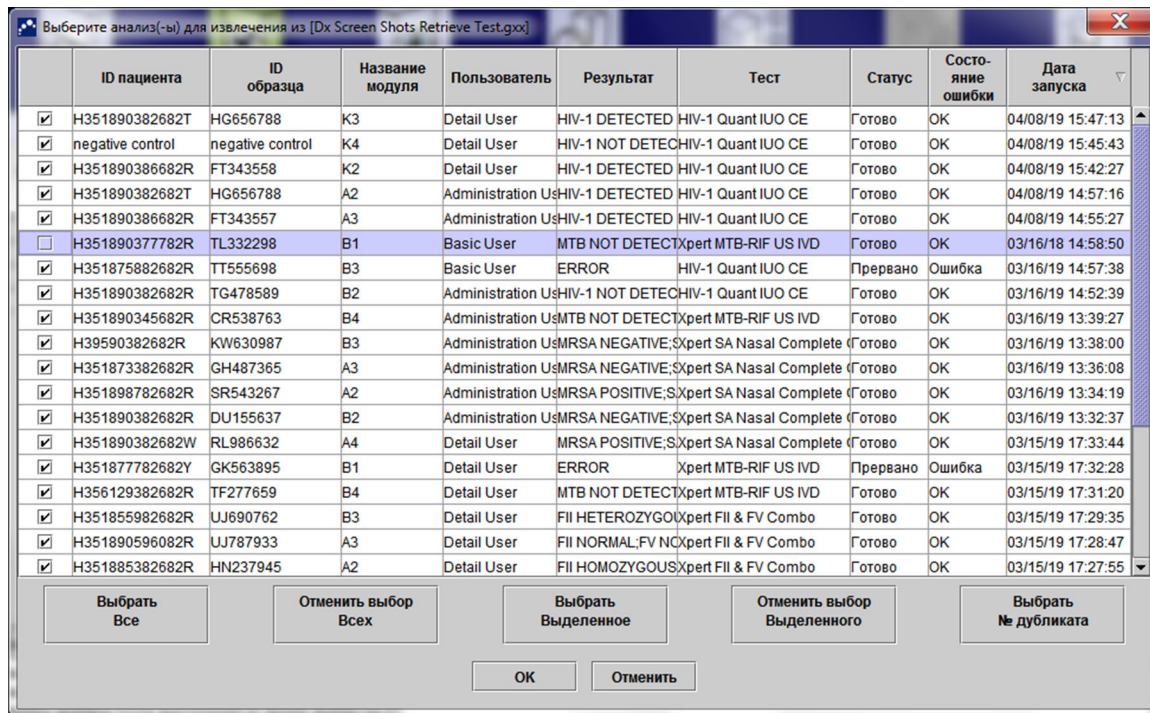 Выберите анализ(-ы) для извлечения из [Dx Screen Shots Retrieve Test.gxx]
ID пациента ID образца Название модуля Пользователь Результат Тест Статус Состо-яние ошибки Дата запуска
H351890382682T HG656788 K3 Detail User HIV-1 DETECTED HIV-1 Quant IUO CE Готово OK 04/08/19 15:47:13
negative control negative control K4 Detail User HIV-1 NOT DETEC HIV-1 Quant IUO CE Готово OK 04/08/19 15:45:43
H351890386682R FT343558 K2 Detail User HIV-1 DETECTED HIV-1 Quant IUO CE Готово OK 04/08/19 15:42:27
H351890382682T HG656788 A2 Administration Us HIV-1 DETECTED HIV-1 Quant IUO CE Готово OK 04/08/19 14:57:16
H351890386682R FT343557 A3 Administration Us HIV-1 DETECTED HIV-1 Quant IUO CE Готово OK 04/08/19 14:55:27
H351890377782R TL332298 B1 Basic User MTB NOT DETECT Xpert MTB-RIF US IVD Готово OK 03/16/18 14:58:50
H351875882682R TT555698 B3 Basic User ERROR HIV-1 Quant IUO CE Прервано Ошибка 03/16/19 14:57:38
H351890382682R TG478589 B2 Administration Us HIV-1 NOT DETEC HIV-1 Quant IUO CE Готово OK 03/16/19 14:52:39
H351890345682R CR538763 B4 Administration Us MTB NOT DETECT Xpert MTB-RIF US IVD Готово OK 03/16/19 13:39:27
H39590382682R KW630987 B3 Administration Us MRSA NEGATIVE;S Xpert SA Nasal Complete G Готово OK 03/16/19 13:38:00
H351873382682R GH487365 A3 Administration Us MRSA NEGATIVE;S Xpert SA Nasal Complete G Готово OK 03/16/19 13:36:08
H351898782682R SR543267 A2 Administration Us MRSA POSITIVE;S Xpert SA Nasal Complete G Готово OK 03/16/19 13:34:19
H351890382682R DU155637 B2 Administration Us MRSA NEGATIVE;S Xpert SA Nasal Complete G Готово OK 03/16/19 13:32:37
H351890382682W RL986632 A4 Detail User MRSA POSITIVE;S Xpert SA Nasal Complete G Готово OK 03/15/19 17:33:44
H351877782682Y GK563895 B1 Detail User ERROR Xpert MTB-RIF US IVD Прервано Ошибка 03/15/19 17:32:28
H356129382682R TF277659 B4 Detail User MTB NOT DETECT Xpert MTB-RIF US IVD Готово OK 03/15/19 17:31:20
H351855982682R UJ690762 B3 Detail User FII HETEROZYGOU Xpert FII & FV Combo Готово OK 03/15/19 17:29:35
H351890596082R UJ787933 A3 Detail User FII NORMAL;FV NO Xpert FII & FV Combo Готово OK 03/15/19 17:28:47
H351885382682R HN237945 A2 Detail User FII HOMOZYGOUS Xpert FII & FV Combo Готово OK 03/15/19 17:27:55
Выбрать Все
Отменить выбор Всех
Выбрать Выделенное
Отменить выбор Выделенного
Выбрать № дубликата
OK
Отменить